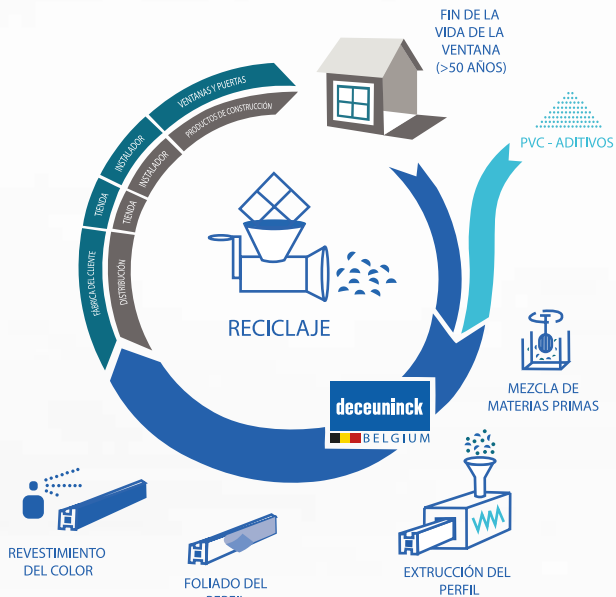 FIN DE LA
VIDA DE LA
VENTANA
(>50 AÑOS)
PVC - ADITIVOS
VENTANAS Y PUERTAS
PRODUCTOS DE CONSTRUCCIÓN
INSTALADOR
INSTALADOR
TIENDA
TIENDA
FÁBRICA DEL CLIENTE
DISTRIBUCIÓN
RECICLAJE
MEZCLA DE
MATERIAS PRIMAS
deceuninck
BELGIUM
REVESTIMIENTO
DEL COLOR
FOLIADO DEL
EXTRUCCIÓN DEL
PERFIL